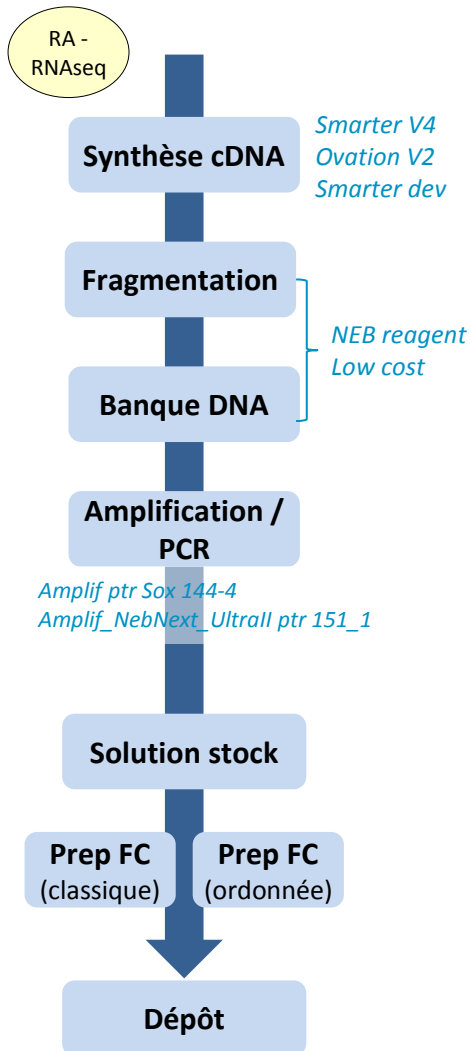 RA -
RNAseq
Synthèse cDNA
Smarter V4
Ovation V2
Smarter dev
Fragmentation
NEB reagent
Low cost
Banque DNA
Amplification /
PCR
Amplif ptr Sox 144-4
Amplif_NebNext_UltraII ptr 151_1
Solution stock
Prep FC
(classique)
Prep FC
(ordonnée)
Dépôt